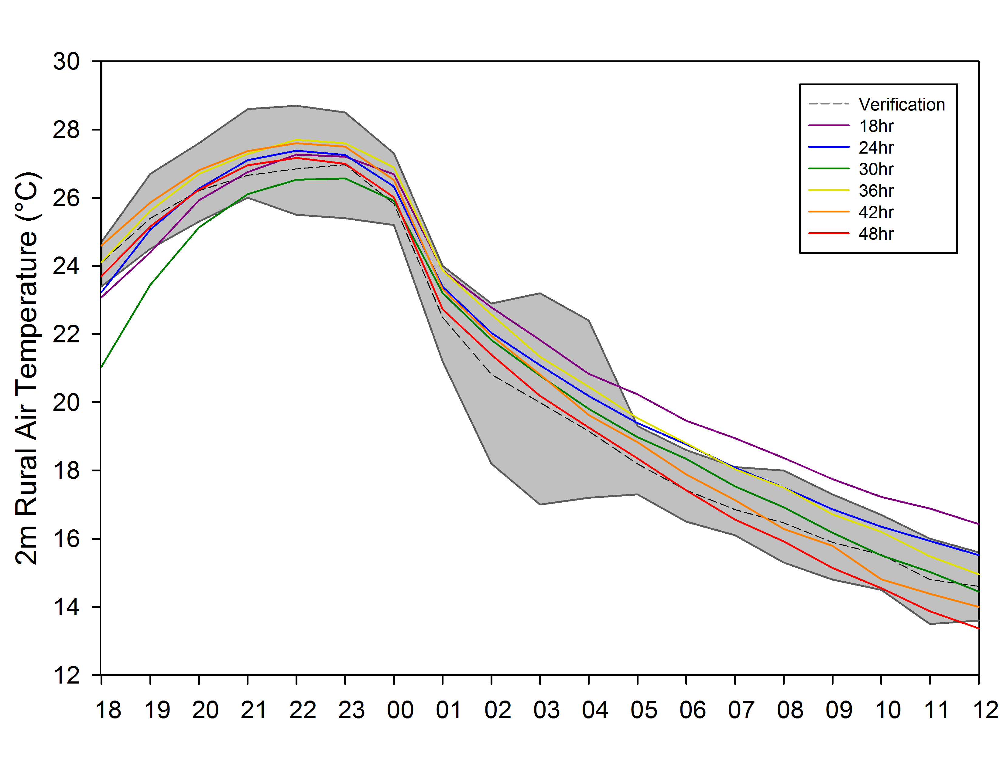 30
28
26
24
22
20
18
16
14
12
2m Rural Air Temperature (°C)
Verification
18hr
24hr
30hr
36hr
42hr
48hr
18 19 20 21 22 23 00 01 02 03 04 05 06 07 08 09 10 11 12